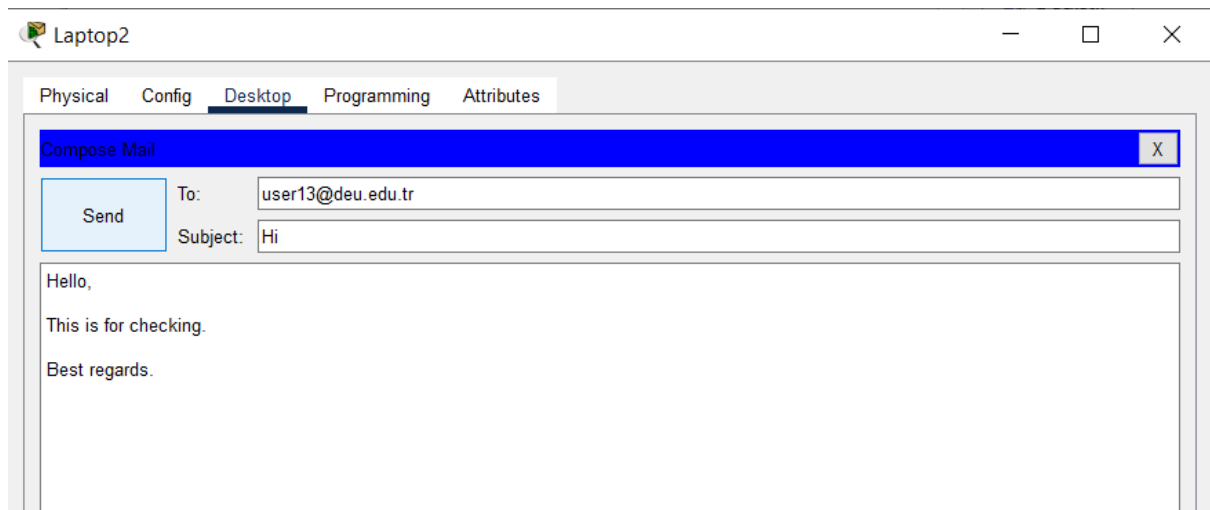 Laptop2
Physical Config Desktop Programming Attributes
Compose Mail X
Send
To: user13@deu.edu.tr
Subject: Hi
Hello,
This is for checking.
Best regards.